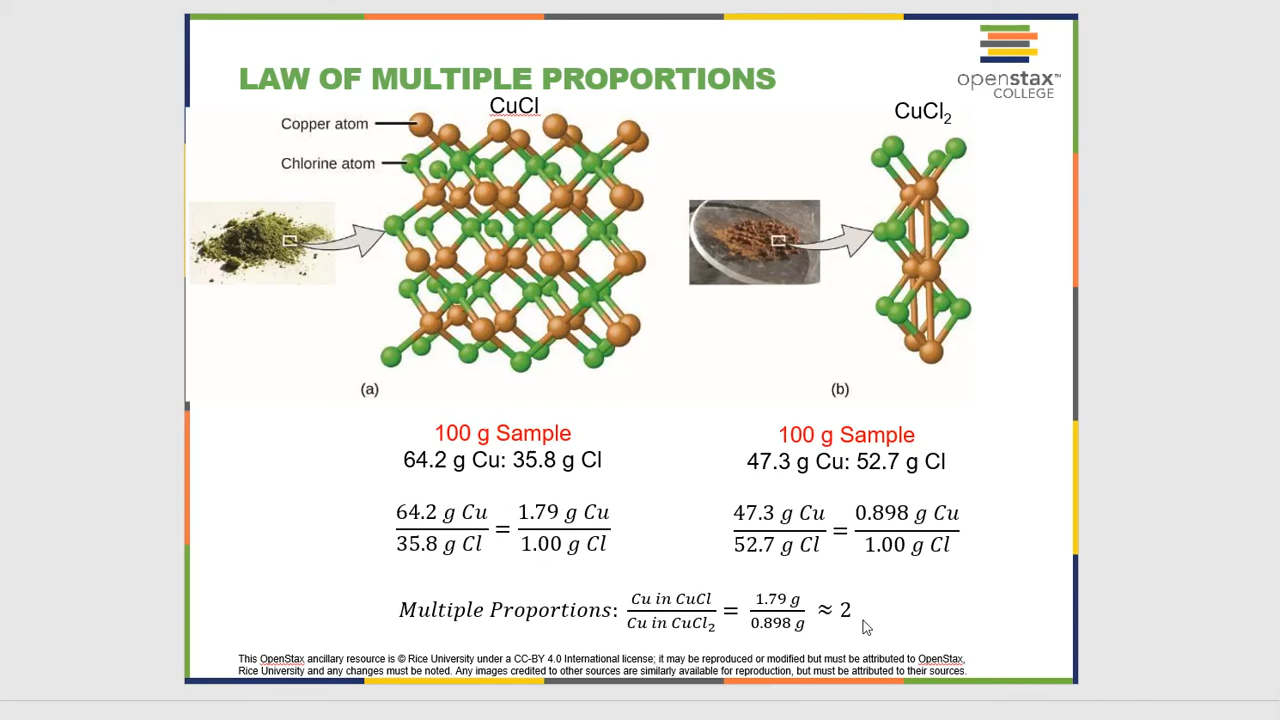 openstax™
COLLEGE
LAW OF MULTIPLE PROPORTIONS
CuCl
CuCl₂
Copper atom
Chlorine atom
(a)
(b)
100 g Sample
64.2 g Cu: 35.8 g Cl
64.2 g Cu / 35.8 g Cl = 1.79 g Cu / 1.00 g Cl
100 g Sample
47.3 g Cu: 52.7 g Cl
47.3 g Cu / 52.7 g Cl = 0.898 g Cu / 1.00 g Cl
Multiple Proportions: Cu in CuCl / Cu in CuCl₂ = 1.79 g / 0.898 g ≈ 2
This OpenStax ancillary resource is © Rice University under a CC-BY 4.0 International license; it may be reproduced or modified but must be attributed to OpenStax,
Rice University and any changes must be noted. Any images credited to other sources are similarly available for reproduction, but must be attributed to their sources.